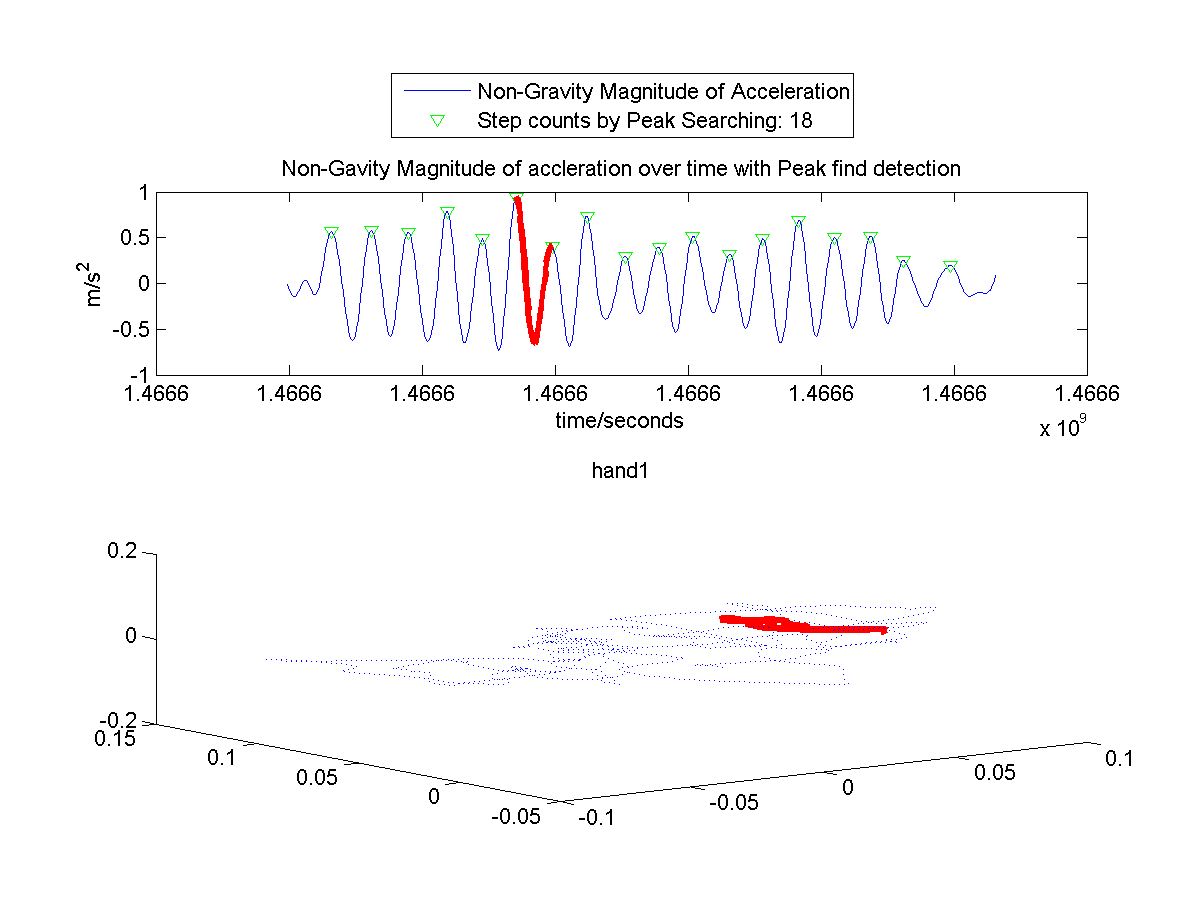 Non-Gravity Magnitude of Acceleration
Step counts by Peak Searching: 18
Non-Gavity Magnitude of accleration over time with Peak find detection
1
0.5
0
-0.5
-1
m/s2
1.4666 1.4666 1.4666 1.4666 1.4666 1.4666 1.4666 1.4666
time/seconds
x 10^9
hand1
0.2
0
-0.2
0.15
0.1
0.05
0
-0.05
-0.1
-0.05
0
0.05
0.1